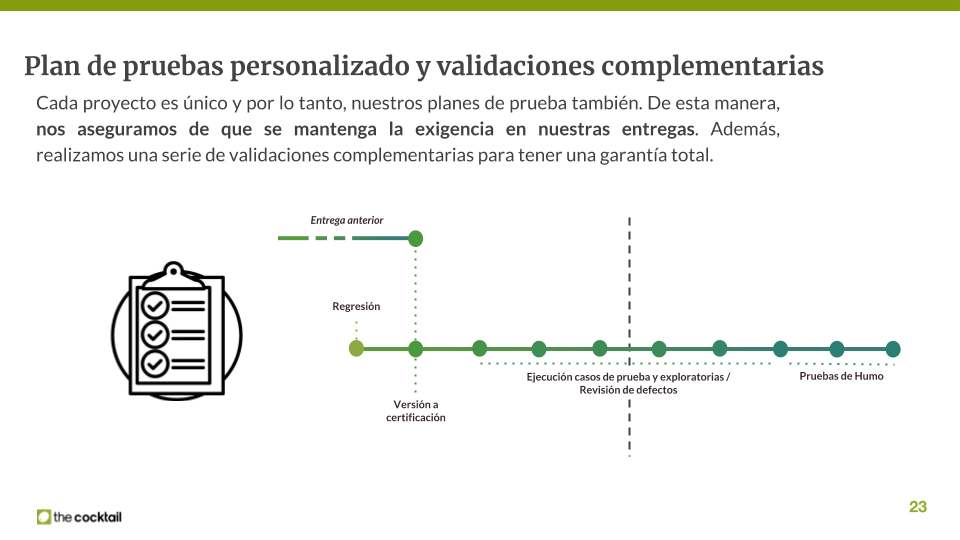 Plan de pruebas personalizado y validaciones complementarias
Cada proyecto es único y por lo tanto, nuestros planes de prueba también. De esta manera,
nos aseguramos de que se mantenga la exigencia en nuestras entregas. Además,
realizamos una serie de validaciones complementarias para tener una garantía total.
Entrega anterior
Regresión
Versión a
certificación
Ejecución casos de prueba y exploratorias /
Revisión de defectos
Pruebas de Humo
the cocktail
23